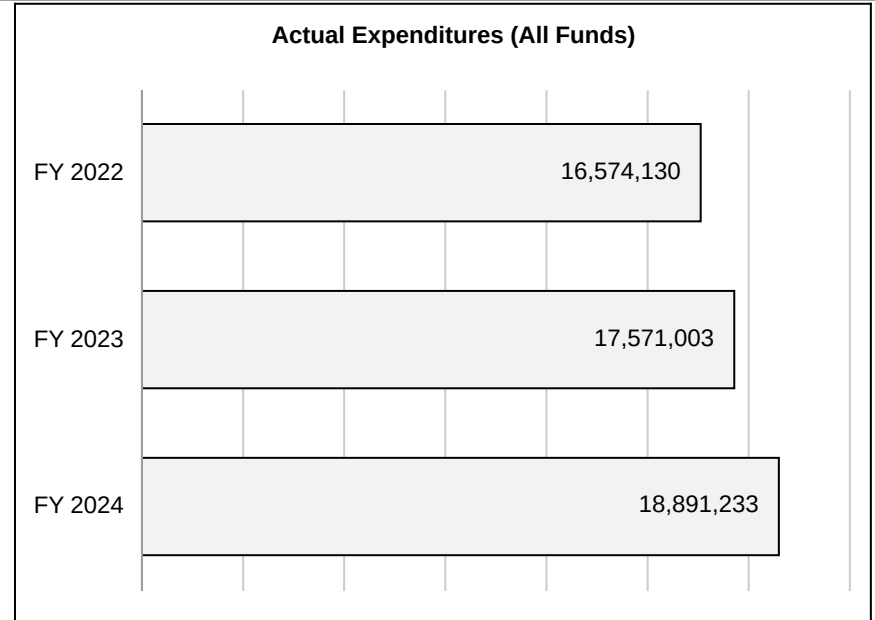 Actual Expenditures (All Funds)
FY 2022 16,574,130
FY 2023 17,571,003
FY 2024 18,891,233